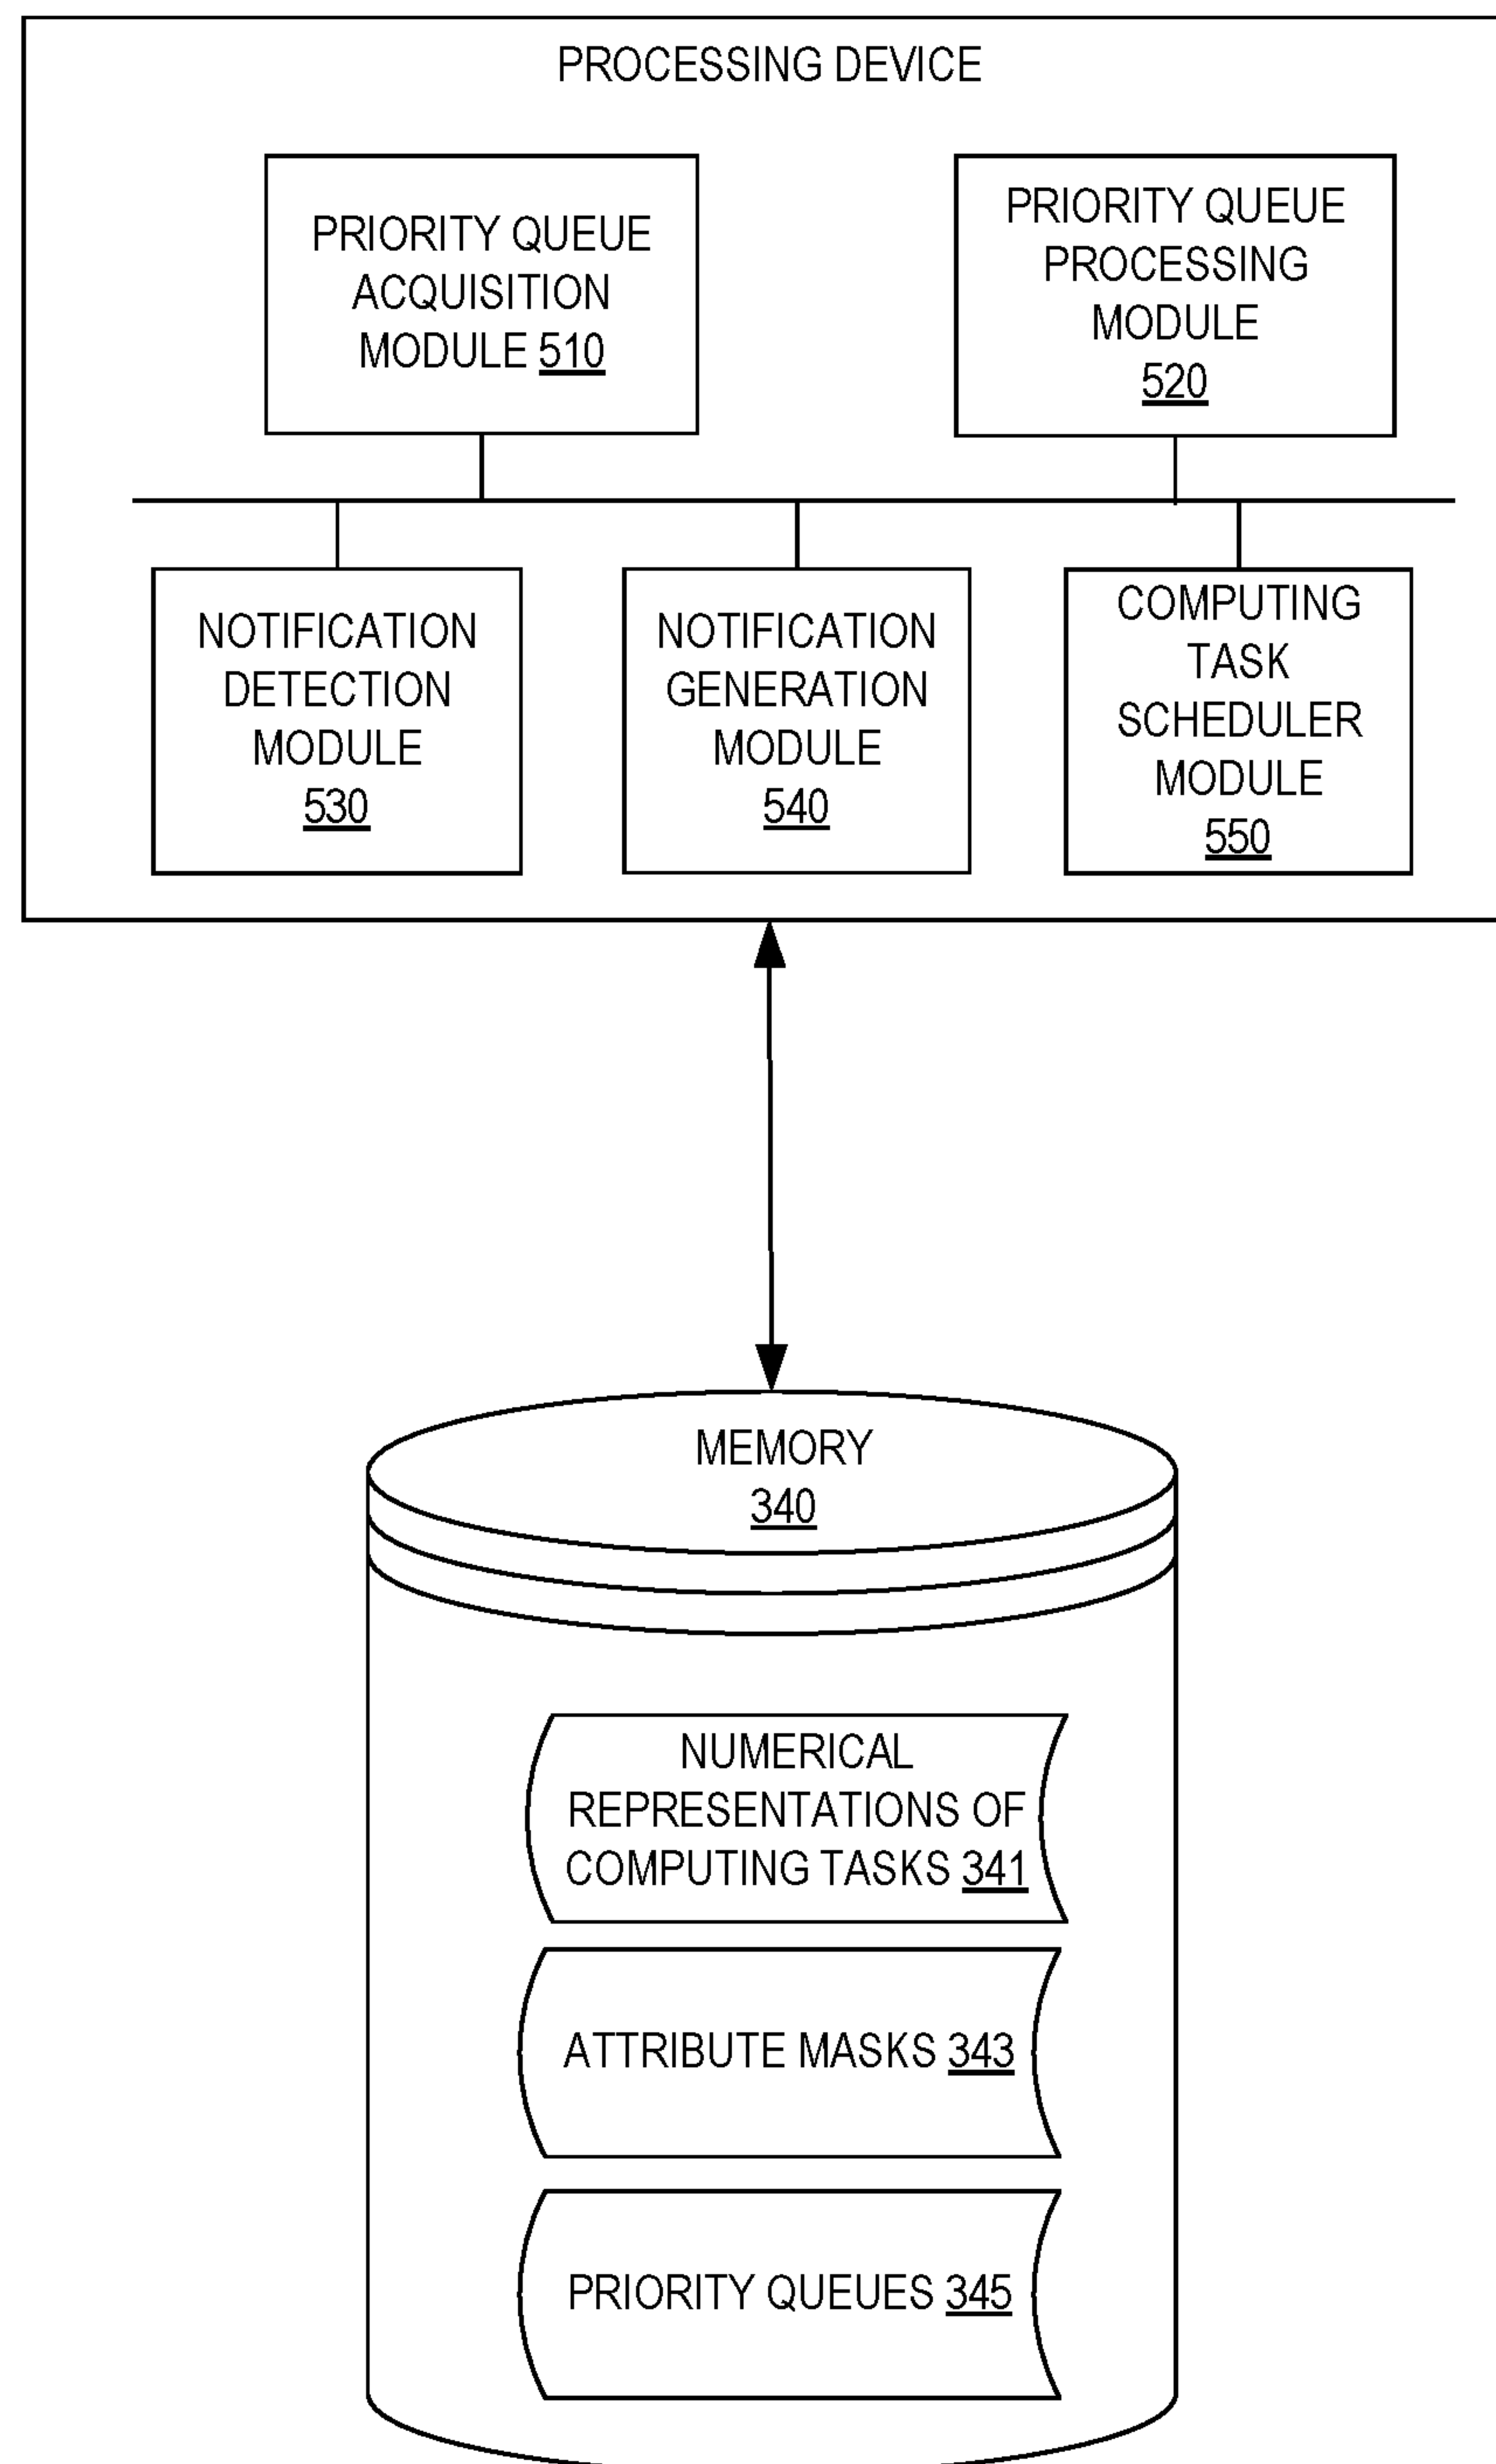 PROCESSING DEVICE
PRIORITY QUEUE
ACQUISITION
MODULE 510
PRIORITY QUEUE
PROCESSING
MODULE
520
NOTIFICATION
DETECTION
MODULE
530
NOTIFICATION
GENERATION
MODULE
540
COMPUTING
TASK
SCHEDULER
MODULE
550
MEMORY
340
NUMERICAL
REPRESENTATIONS OF
COMPUTING TASKS 341
ATTRIBUTE MASKS 343
PRIORITY QUEUES 345